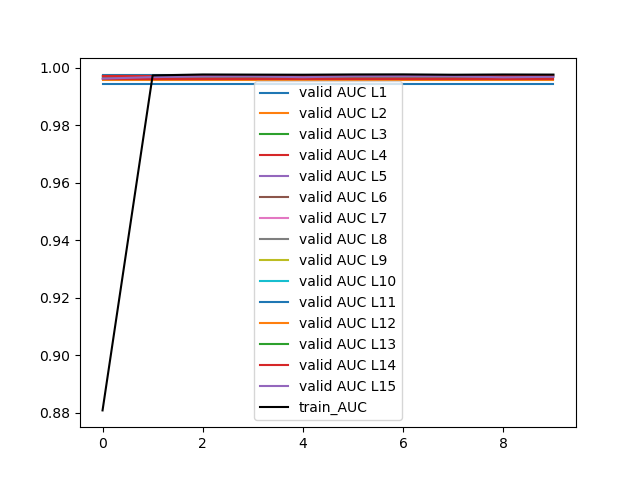 1.00
0.98
0.96
0.94
0.92
0.90
0.88
0 2 4 6 8
valid AUC L1
valid AUC L2
valid AUC L3
valid AUC L4
valid AUC L5
valid AUC L6
valid AUC L7
valid AUC L8
valid AUC L9
valid AUC L10
valid AUC L11
valid AUC L12
valid AUC L13
valid AUC L14
valid AUC L15
train_AUC